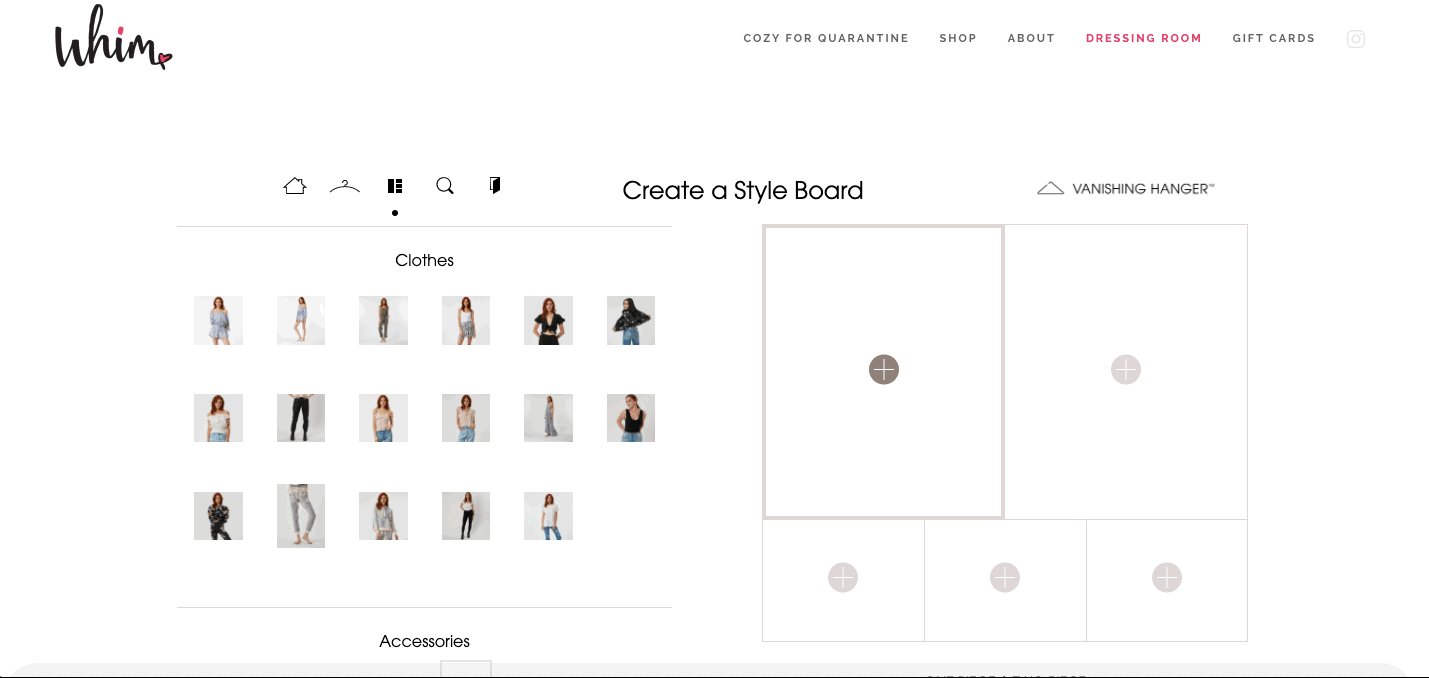 Whim
COZY FOR QUARANTINE SHOP ABOUT DRESSING ROOM GIFT CARDS
Create a Style Board
VANISHING HANGER™
Clothes
Accessories